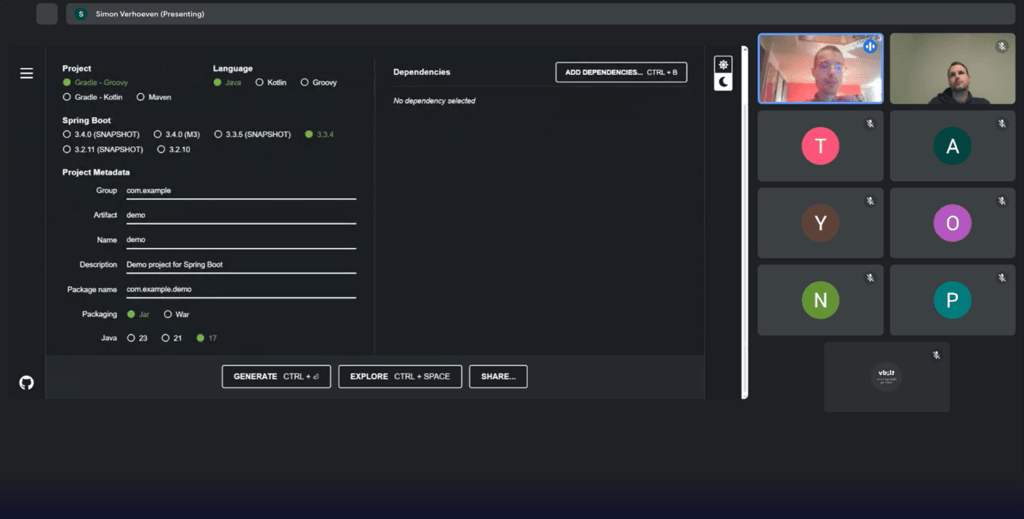 S Simon Verhoeven (Presenting)
Project
Gradle - Groovy
Gradle - Kotlin Maven
Language
Java Kotlin Groovy
Spring Boot
3.4.0 (SNAPSHOT) 3.4.0 (M3) 3.3.5 (SNAPSHOT) 3.3.4
3.2.11 (SNAPSHOT) 3.2.10
Project Metadata
Group com.example
Artifact demo
Name demo
Description Demo project for Spring Boot
Package name com.example.demo
Packaging Jar War
Java 23 21 17
Dependencies
ADD DEPENDENCIES... CTRL + B
No dependency selected
GENERATE CTRL + ⏎
EXPLORE CTRL + SPACE
SHARE...
T
A
Y
O
N
P